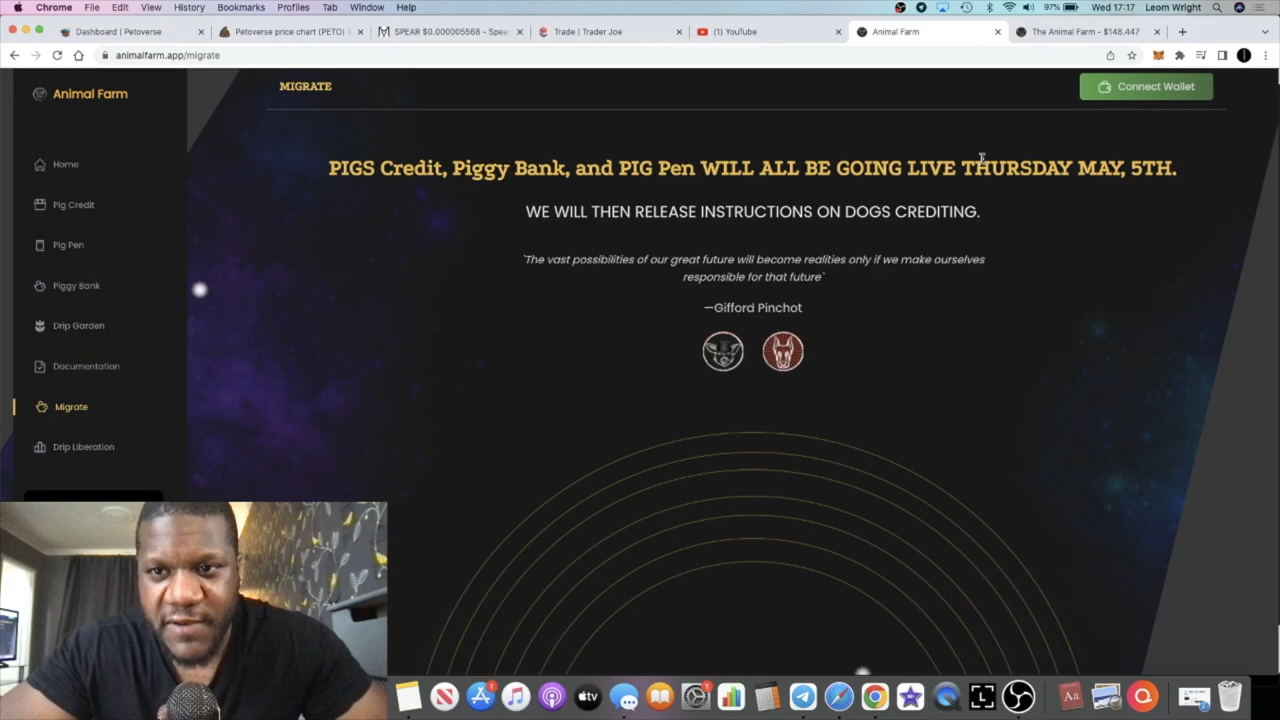 Chrome File Edit View History Bookmarks Profiles Tab Window Help 97% Wed 17:17 Leom Wright
Dashboard | Petoverse Petoverse price chart (PETO) SPEAR $0.000005568 - Spea Trade | Trader Joe (1) YouTube Animal Farm The Animal Farm - $148.447
animalfarm.app/migrate
Animal Farm
MIGRATE
Connect Wallet
Home
Pig Credit
Pig Pen
Piggy Bank
Drip Garden
Documentation
Migrate
Drip Liberation
PIGS Credit, Piggy Bank, and PIG Pen WILL ALL BE GOING LIVE THURSDAY MAY, 5TH.
WE WILL THEN RELEASE INSTRUCTIONS ON DOGS CREDITING.
`The vast possibilities of our great future will become realities only if we make ourselves
responsible for that future`
—Gifford Pinchot
tv
Aa